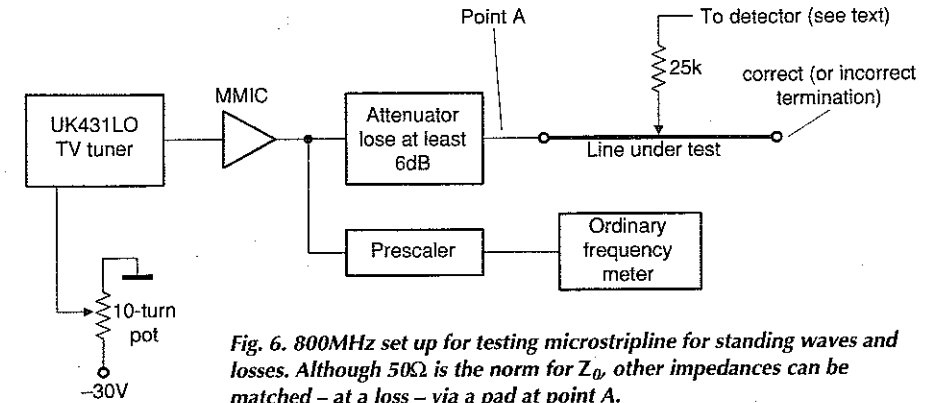 Point A
To detector (see text)
25k
correct (or incorrect
termination)
MMIC
UK431LO
TV tuner
Attenuator
lose at least
6dB
Line under test
Prescaler
Ordinary
frequency
meter
10-turn
pot
–30V
Fig. 6. 800MHz set up for testing microstripline for standing waves and
losses. Although 50Ω is the norm for Z₀, other impedances can be
matched – at a loss – via a pad at point A.